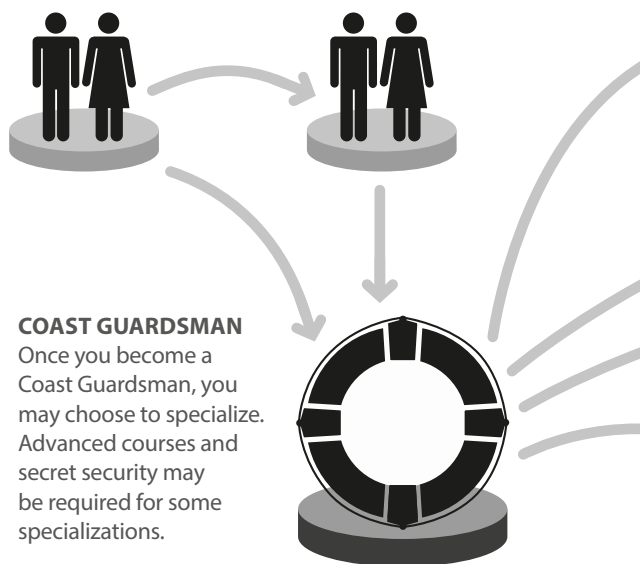 COAST GUARDSMAN
Once you become a
Coast Guardsman, you
may choose to specialize.
Advanced courses and
secret security may
be required for some
specializations.